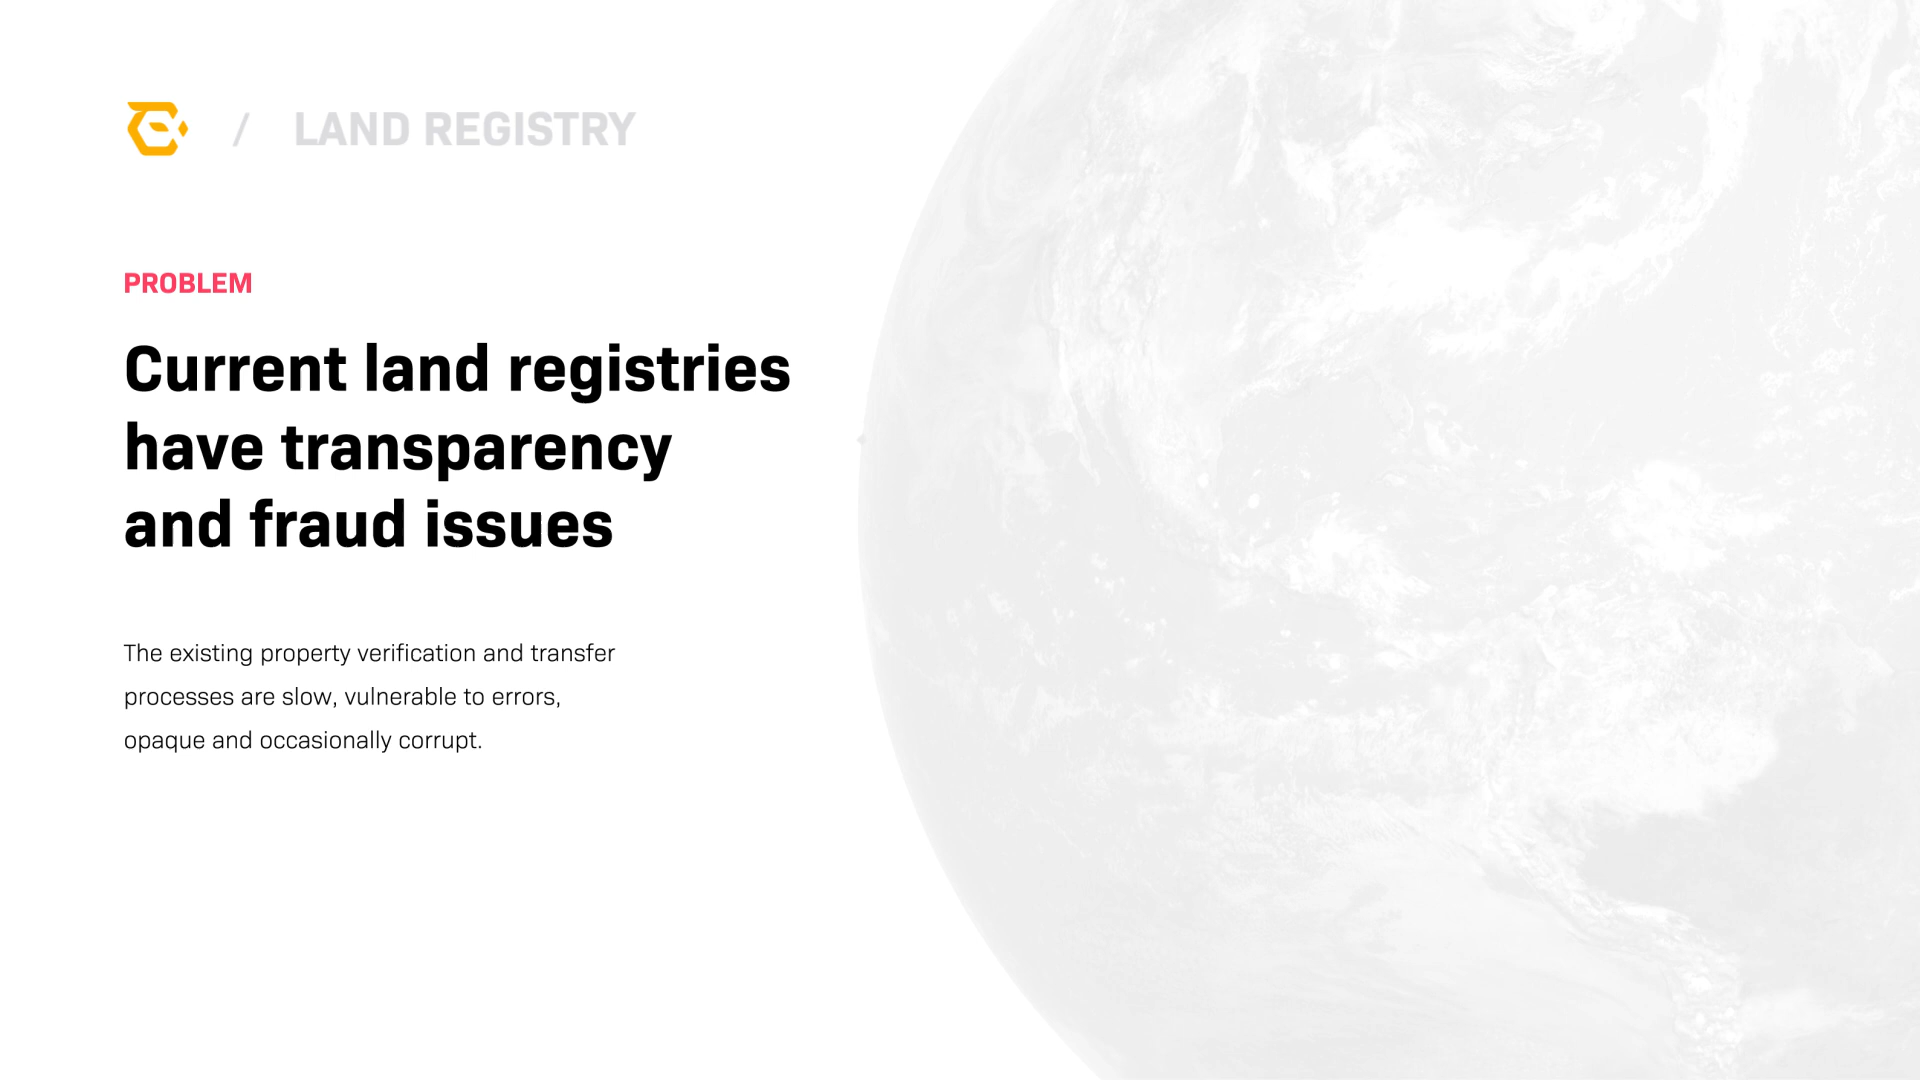 / LAND REGISTRY
PROBLEM
Current land registries
have transparency
and fraud issues
The existing property verification and transfer
processes are slow, vulnerable to errors,
opaque and occasionally corrupt.